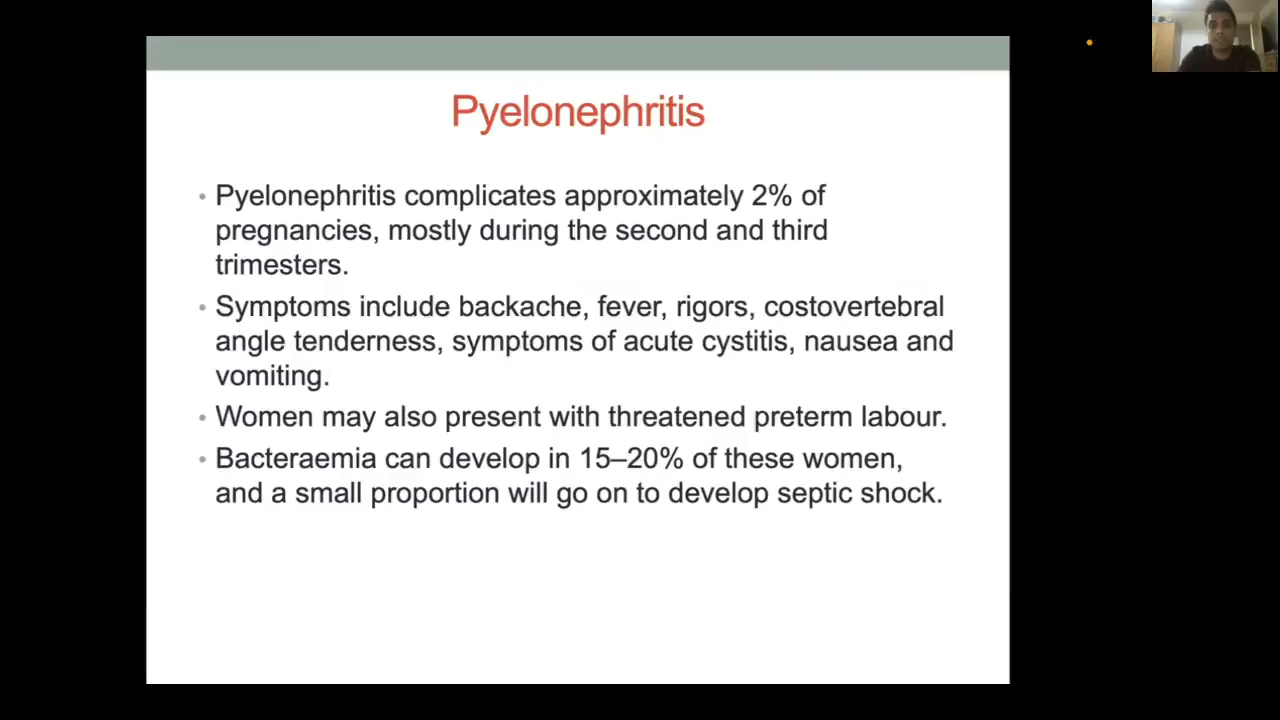 Pyelonephritis
• Pyelonephritis complicates approximately 2% of
pregnancies, mostly during the second and third
trimesters.
• Symptoms include backache, fever, rigors, costovertebral
angle tenderness, symptoms of acute cystitis, nausea and
vomiting.
• Women may also present with threatened preterm labour.
• Bacteraemia can develop in 15–20% of these women,
and a small proportion will go on to develop septic shock.